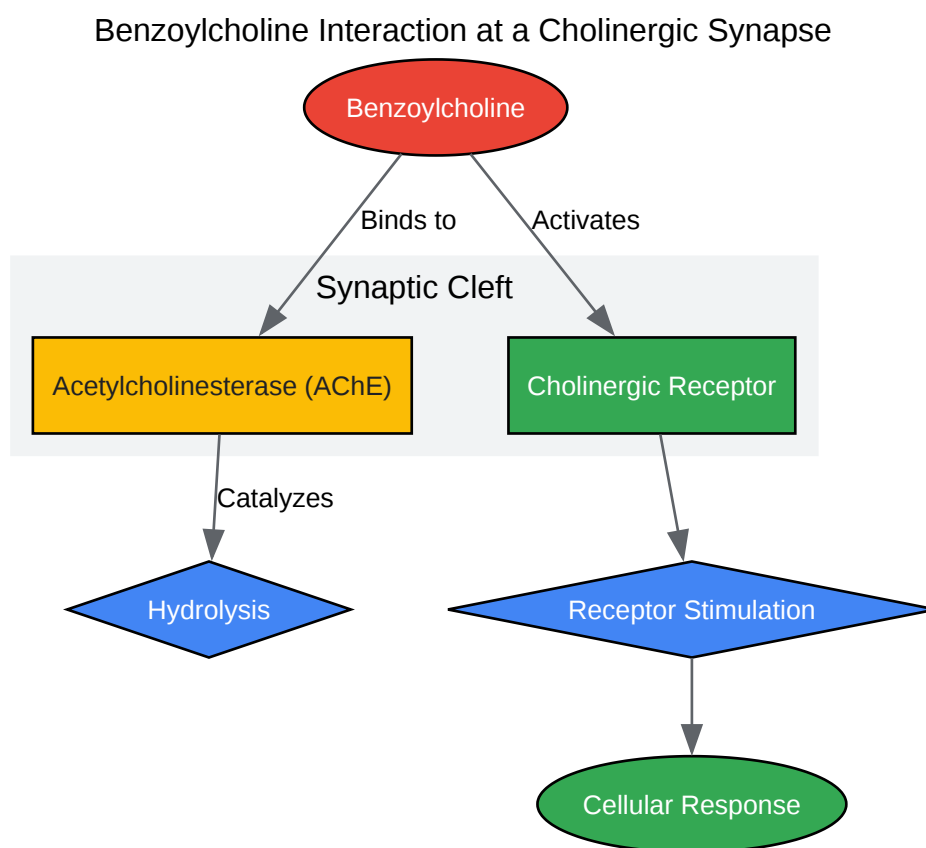 Benzoylcholine Interaction at a Cholinergic Synapse
Benzoylcholine
Binds to
Activates
Synaptic Cleft
Acetylcholinesterase (AChE)
Cholinergic Receptor
Catalyzes
Hydrolysis
Receptor Stimulation
Cellular Response